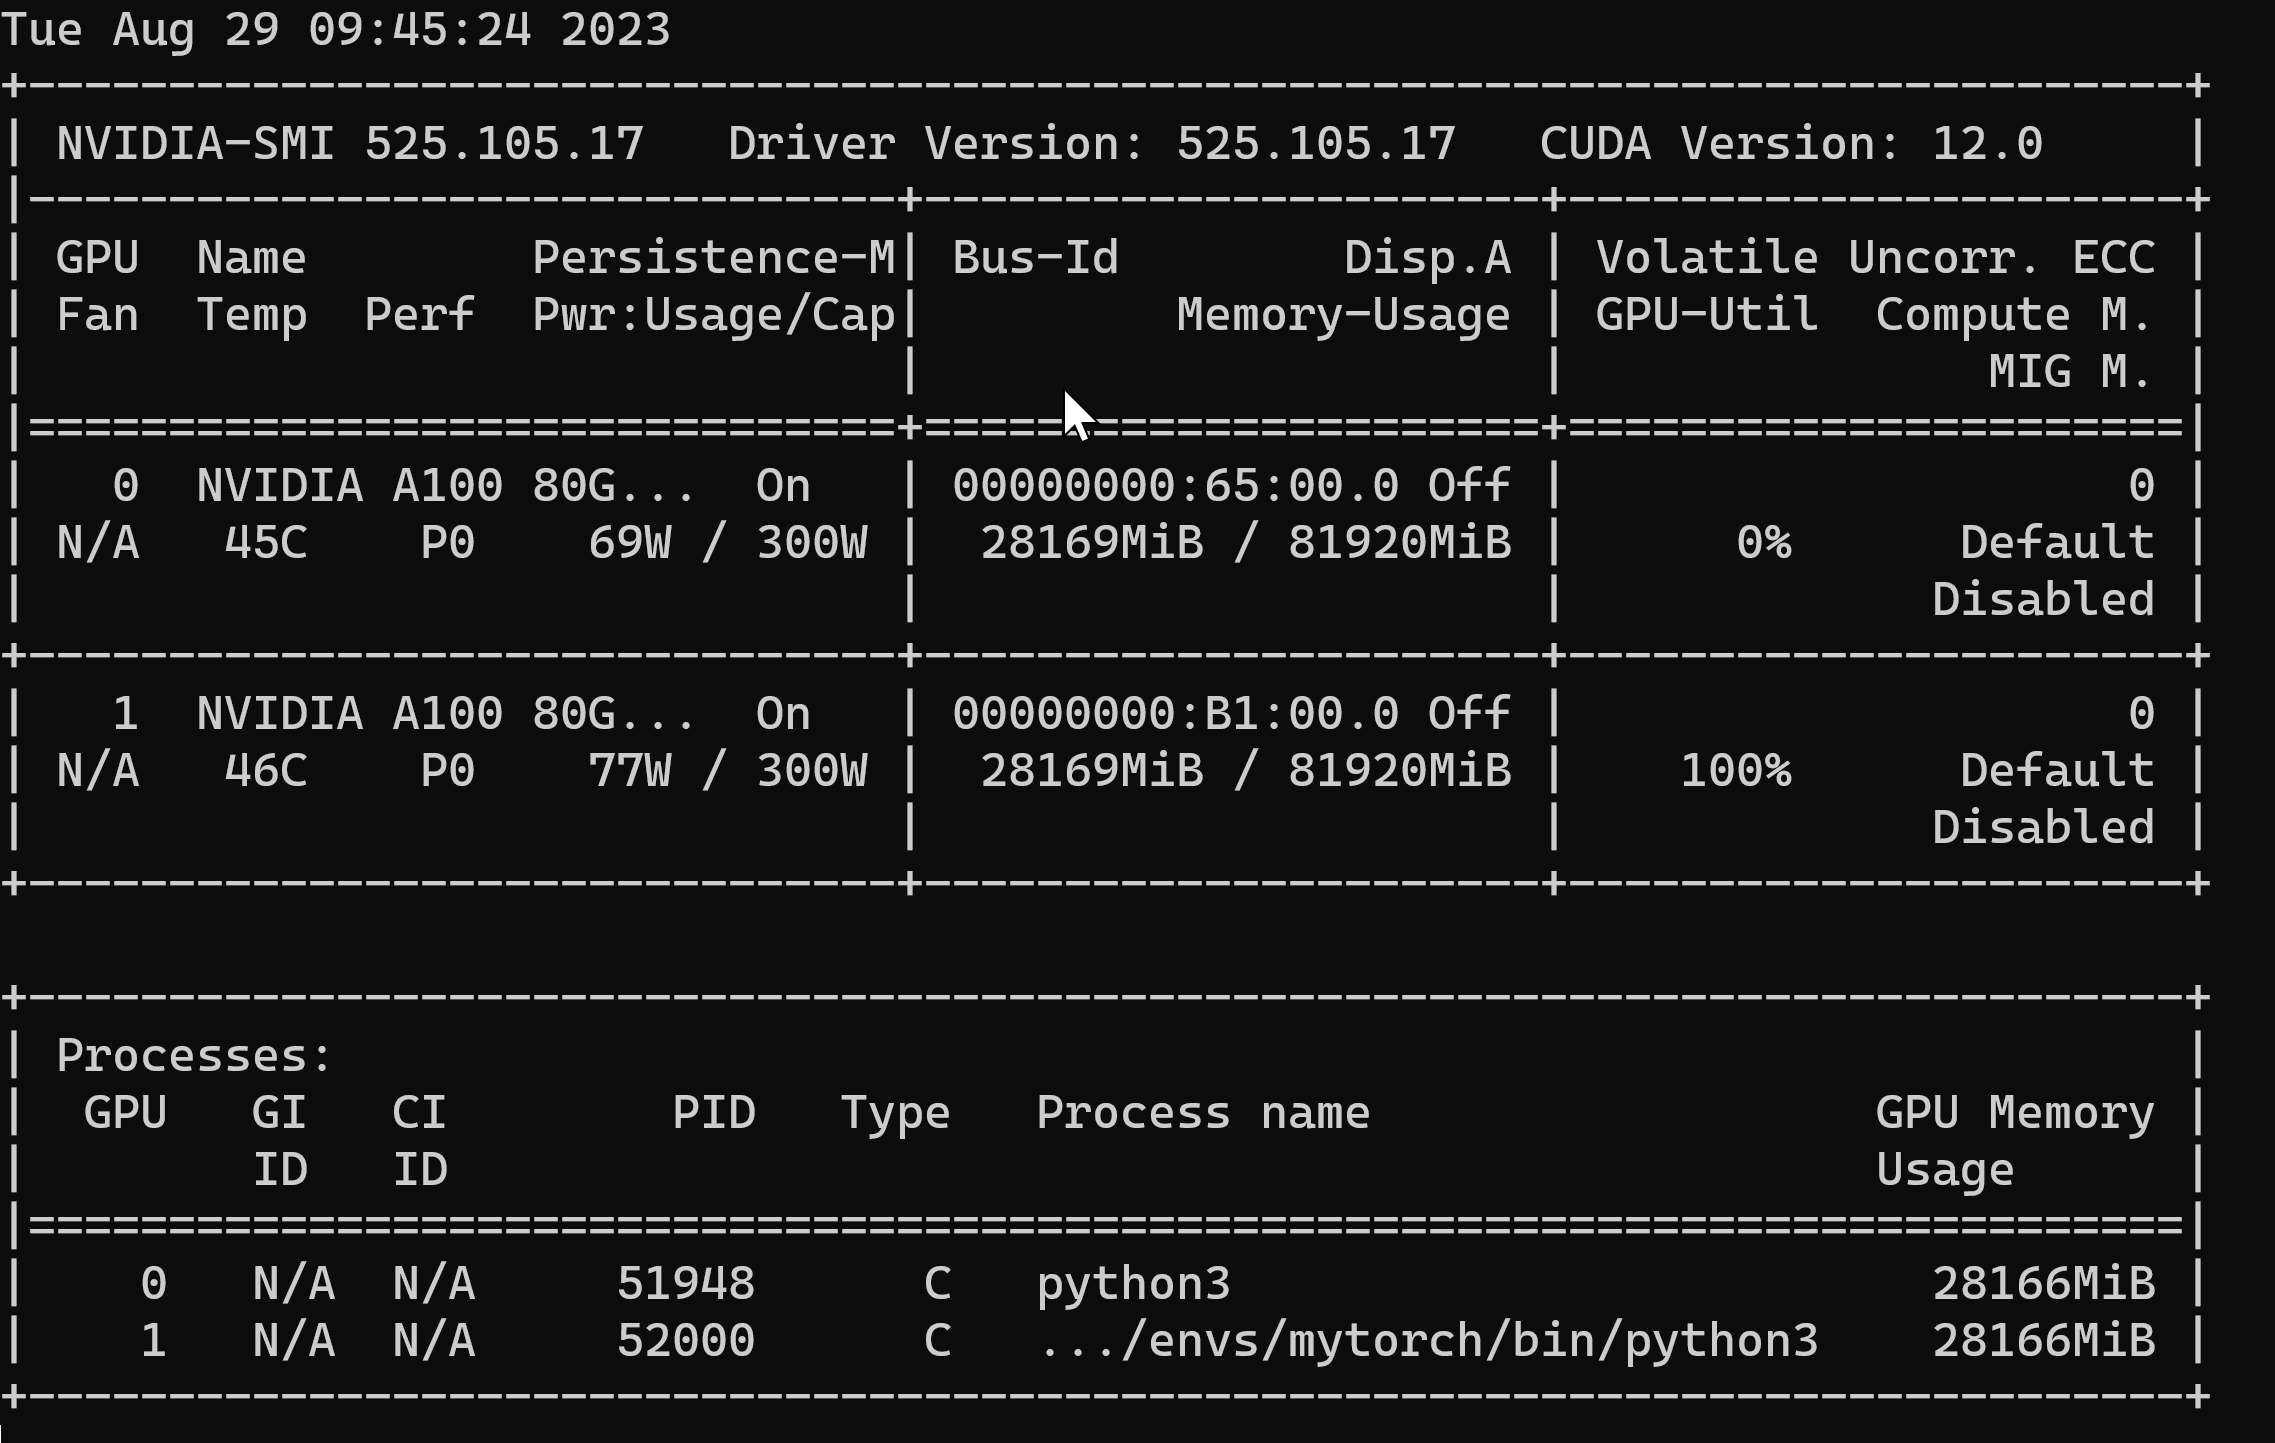 Tue Aug 29 09:45:24 2023
+-----------------------------------------------------------------------------+
| NVIDIA-SMI 525.105.17   Driver Version: 525.105.17   CUDA Version: 12.0     |
|-------------------------------+----------------------+----------------------+
| GPU  Name        Persistence-M| Bus-Id        Disp.A | Volatile Uncorr. ECC |
| Fan  Temp  Perf  Pwr:Usage/Cap|         Memory-Usage | GPU-Util  Compute M. |
|                               |                      |               MIG M. |
|===============================+======================+======================|
|   0  NVIDIA A100 80G...  On   | 00000000:65:00.0 Off |                    0 |
| N/A   45C    P0    69W / 300W |  28169MiB / 81920MiB |      0%      Default |
|                               |                      |             Disabled |
+-------------------------------+----------------------+----------------------+
|   1  NVIDIA A100 80G...  On   | 00000000:B1:00.0 Off |                    0 |
| N/A   46C    P0    77W / 300W |  28169MiB / 81920MiB |    100%      Default |
|                               |                      |             Disabled |
+-------------------------------+----------------------+----------------------+

+-----------------------------------------------------------------------------+
| Processes:                                                                  |
|  GPU   GI   CI        PID   Type   Process name                  GPU Memory |
|        ID   ID                                                   Usage      |
|=============================================================================|
|    0   N/A  N/A     51948      C   python3                         28166MiB |
|    1   N/A  N/A     52000      C   .../envs/mytorch/bin/python3    28166MiB |
+-----------------------------------------------------------------------------+